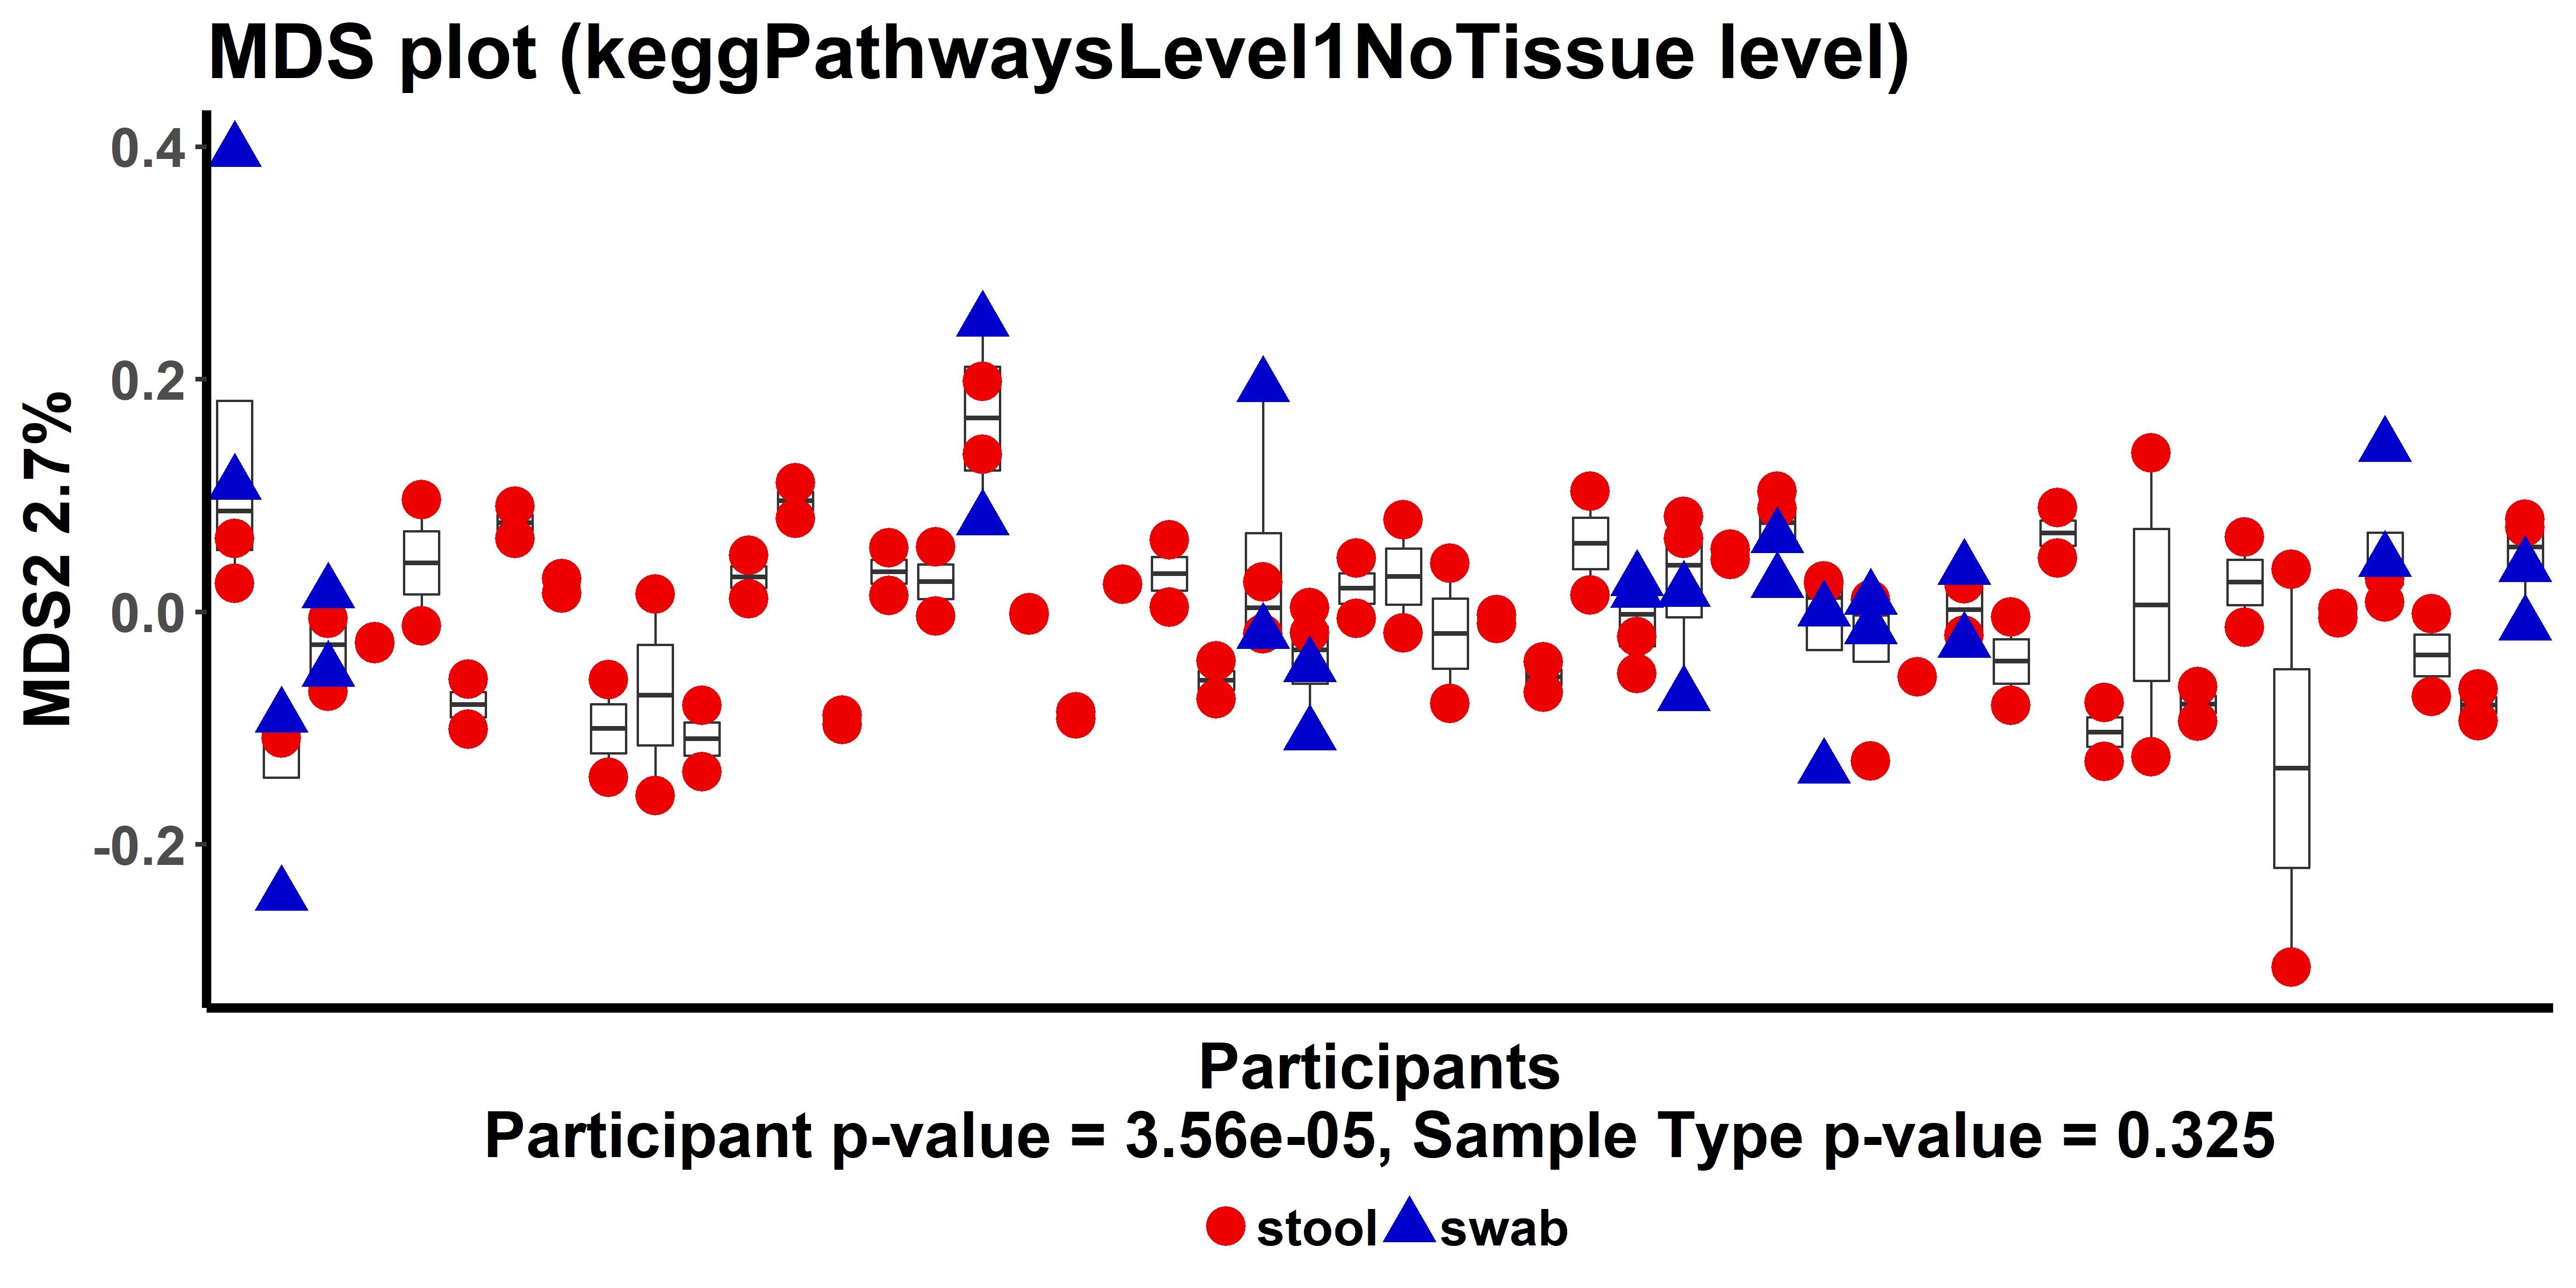 MDS plot (keggPathwaysLevel1NoTissue level)
0.4
0.2
0.0
-0.2
MDS2 2.7%
Participants
Participant p-value = 3.56e-05, Sample Type p-value = 0.325
stool swab